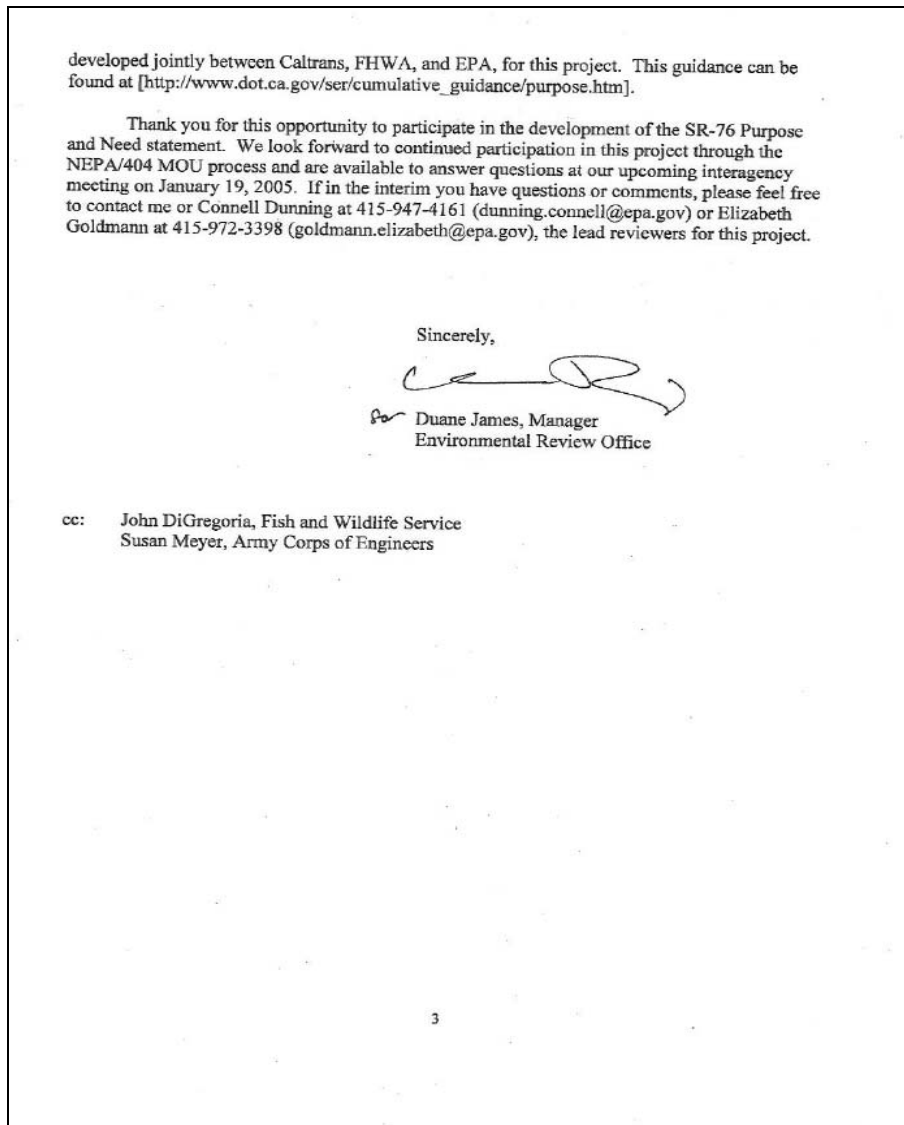 developed jointly between Caltrans, FHWA, and EPA, for this project. This guidance can be
found at [http://www.dot.ca.gov/ser/cumulative_guidance/purpose.htm].
Thank you for this opportunity to participate in the development of the SR-76 Purpose
and Need statement. We look forward to continued participation in this project through the
NEPA/404 MOU process and are available to answer questions at our upcoming interagency
meeting on January 19, 2005. If in the interim you have questions or comments, please feel free
to contact me or Connell Dunning at 415-947-4161 (dunning.connell@epa.gov) or Elizabeth
Goldmann at 415-972-3398 (goldmann.elizabeth@epa.gov), the lead reviewers for this project.
Sincerely,
for Duane James, Manager
Environmental Review Office
cc: John DiGregoria, Fish and Wildlife Service
Susan Meyer, Army Corps of Engineers
3